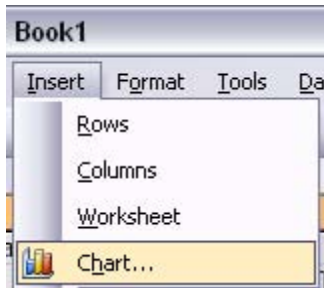 Book1
Insert Format Tools Da
Rows
Columns
Worksheet
Chart...